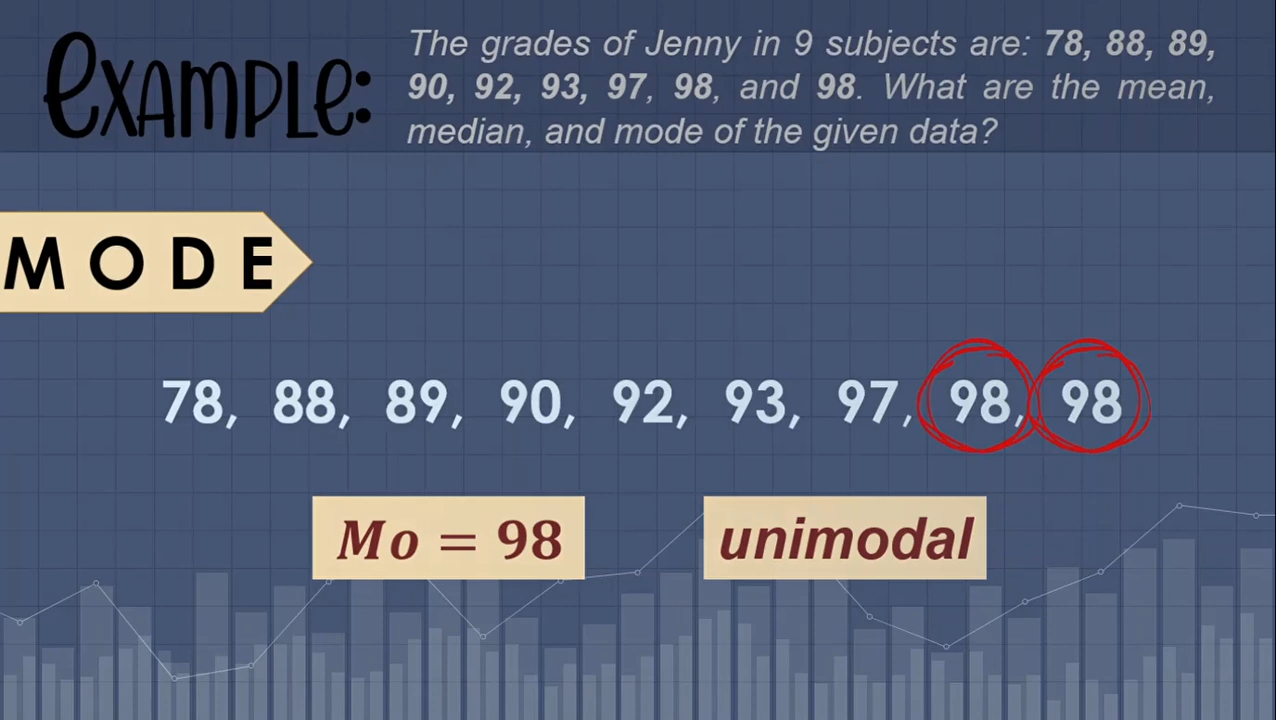 Example:
The grades of Jenny in 9 subjects are: 78, 88, 89,
90, 92, 93, 97, 98, and 98. What are the mean,
median, and mode of the given data?
MODE
78, 88, 89, 90, 92, 93, 97, 98, 98
Mo = 98
unimodal